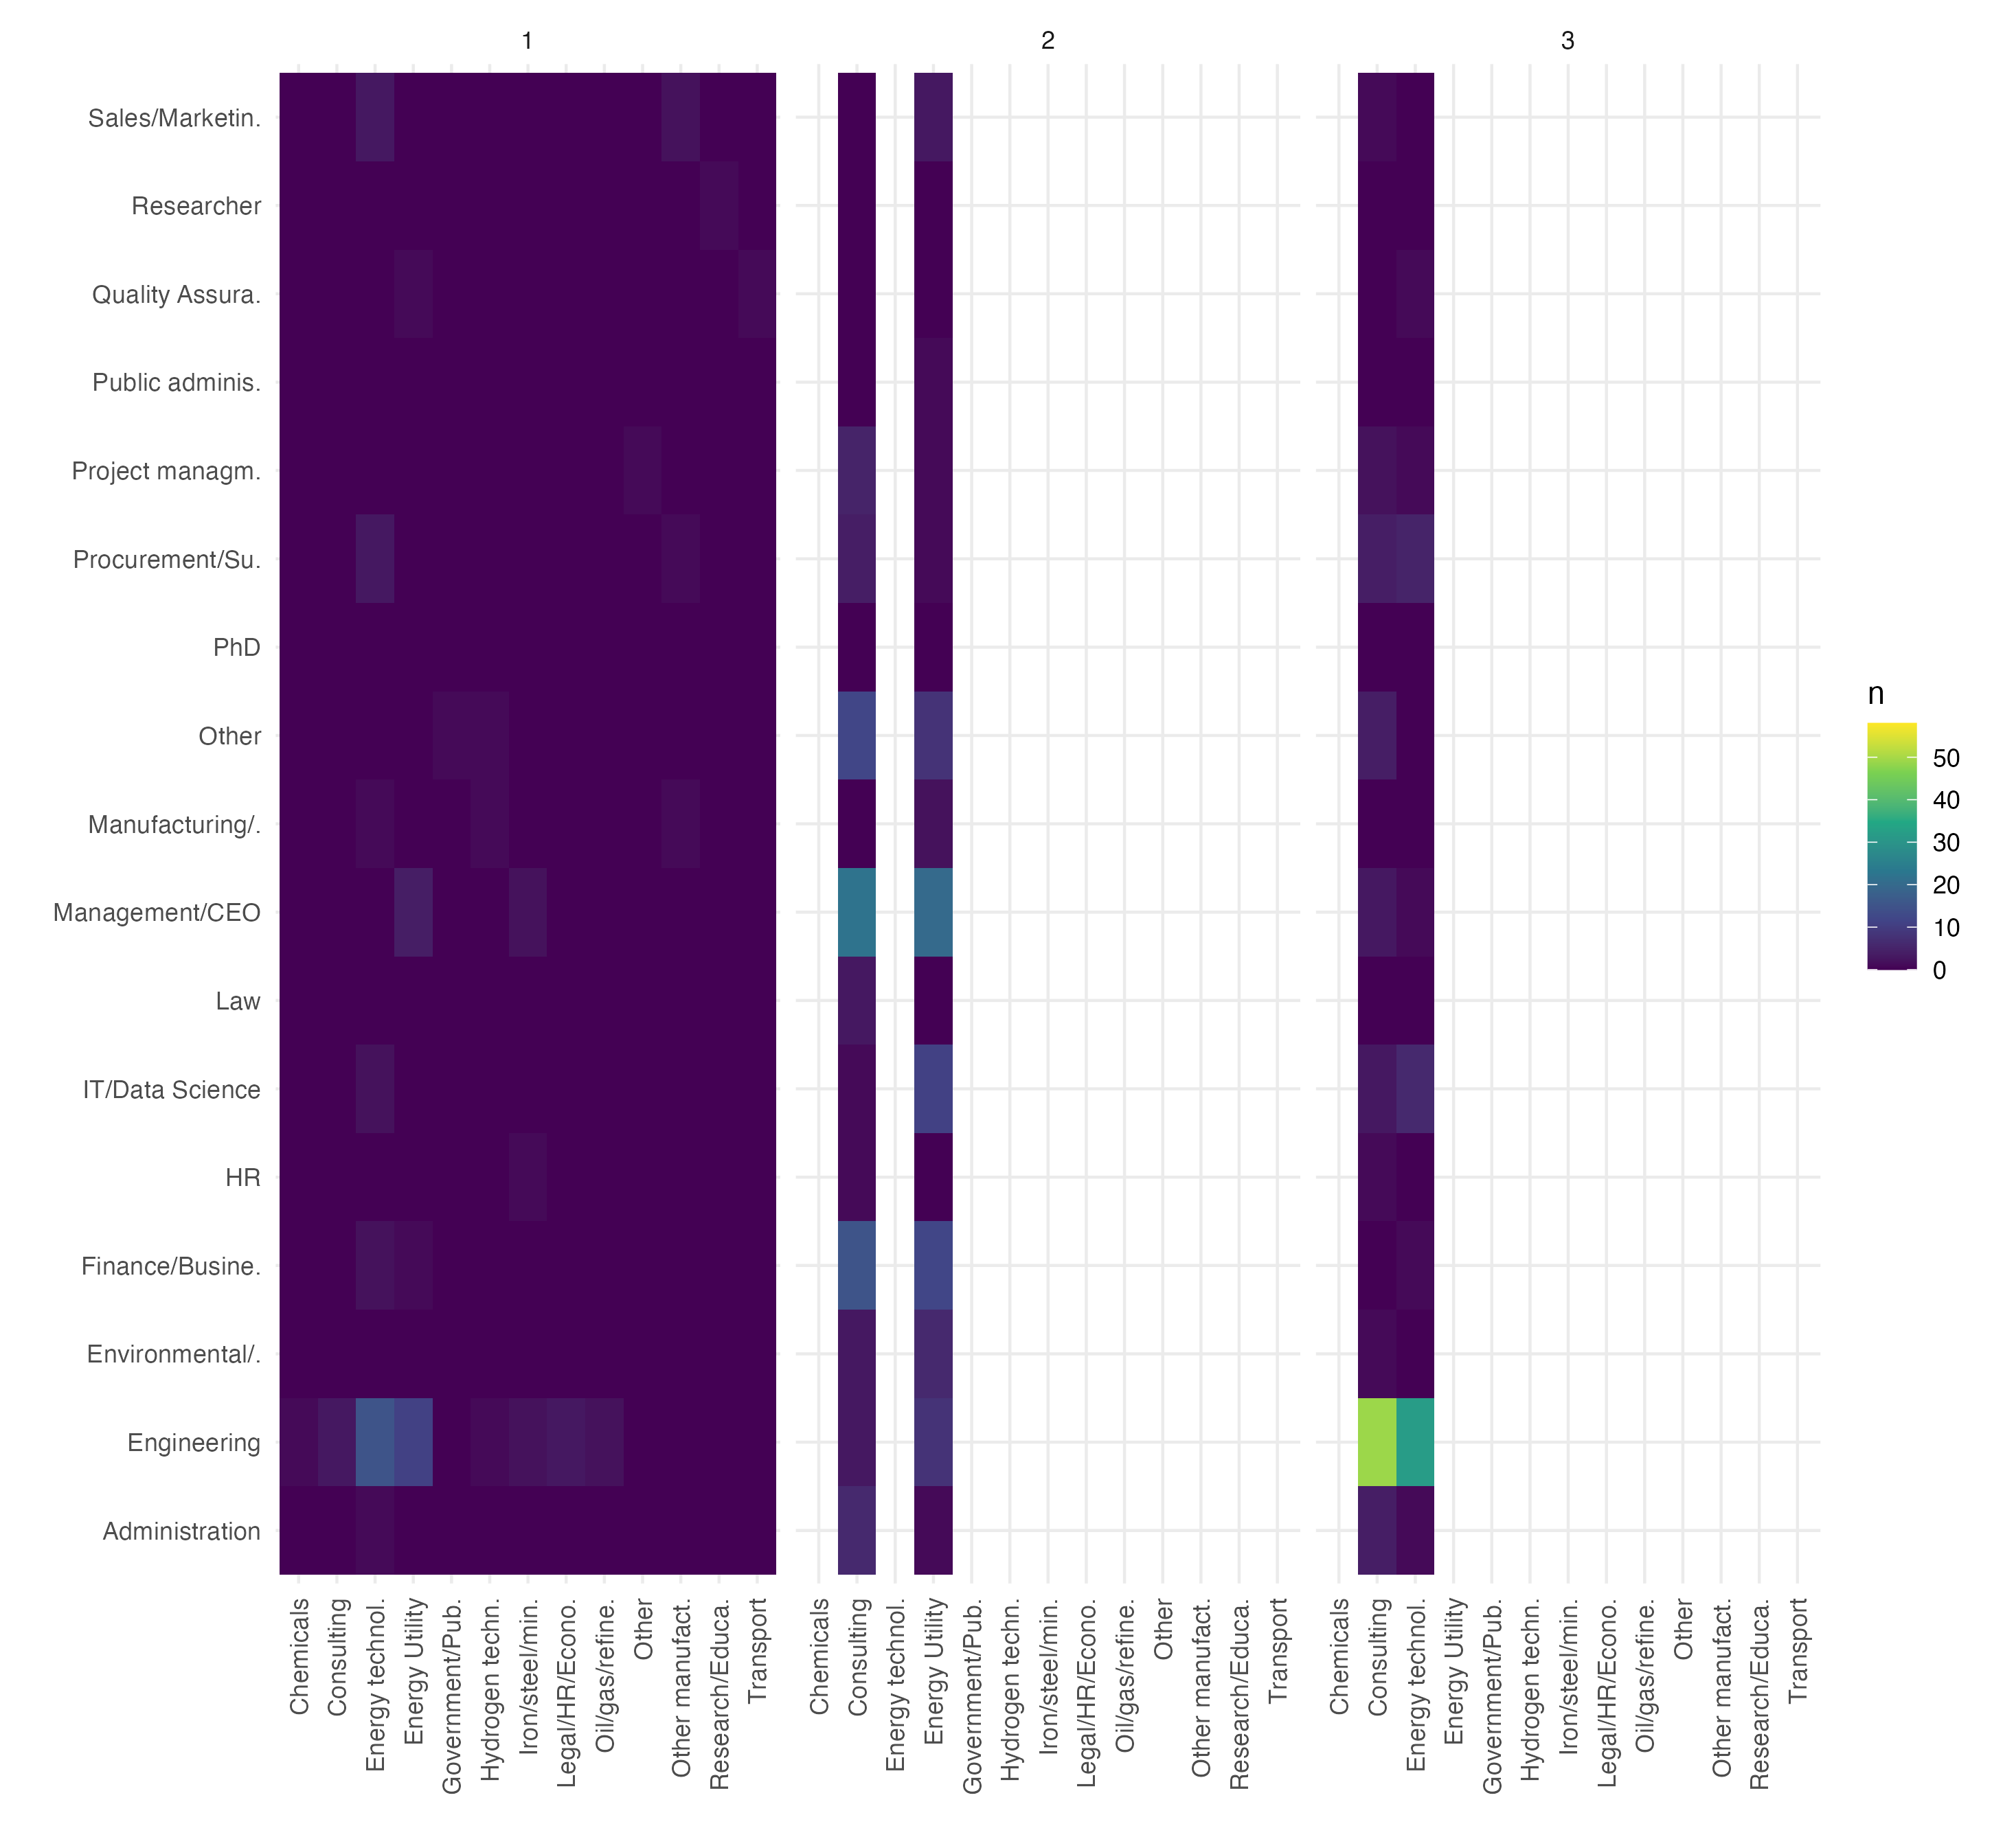 1 2 3
Sales/Marketin.
Researcher
Quality Assura.
Public adminis.
Project managm.
Procurement/Su.
PhD
Other
Manufacturing/.
Management/CEO
Law
IT/Data Science
HR
Finance/Busine.
Environmental/.
Engineering
Administration
Chemicals
Consulting
Energy technol.
Energy Utility
Government/Pub.
Hydrogen techn.
Iron/steel/min.
Legal/HR/Econo.
Oil/gas/refine.
Other
Other manufact.
Research/Educa.
Transport
Chemicals
Consulting
Energy technol.
Energy Utility
Government/Pub.
Hydrogen techn.
Iron/steel/min.
Legal/HR/Econo.
Oil/gas/refine.
Other
Other manufact.
Research/Educa.
Transport
Chemicals
Consulting
Energy technol.
Energy Utility
Government/Pub.
Hydrogen techn.
Iron/steel/min.
Legal/HR/Econo.
Oil/gas/refine.
Other
Other manufact.
Research/Educa.
Transport
n
50
40
30
20
10
0